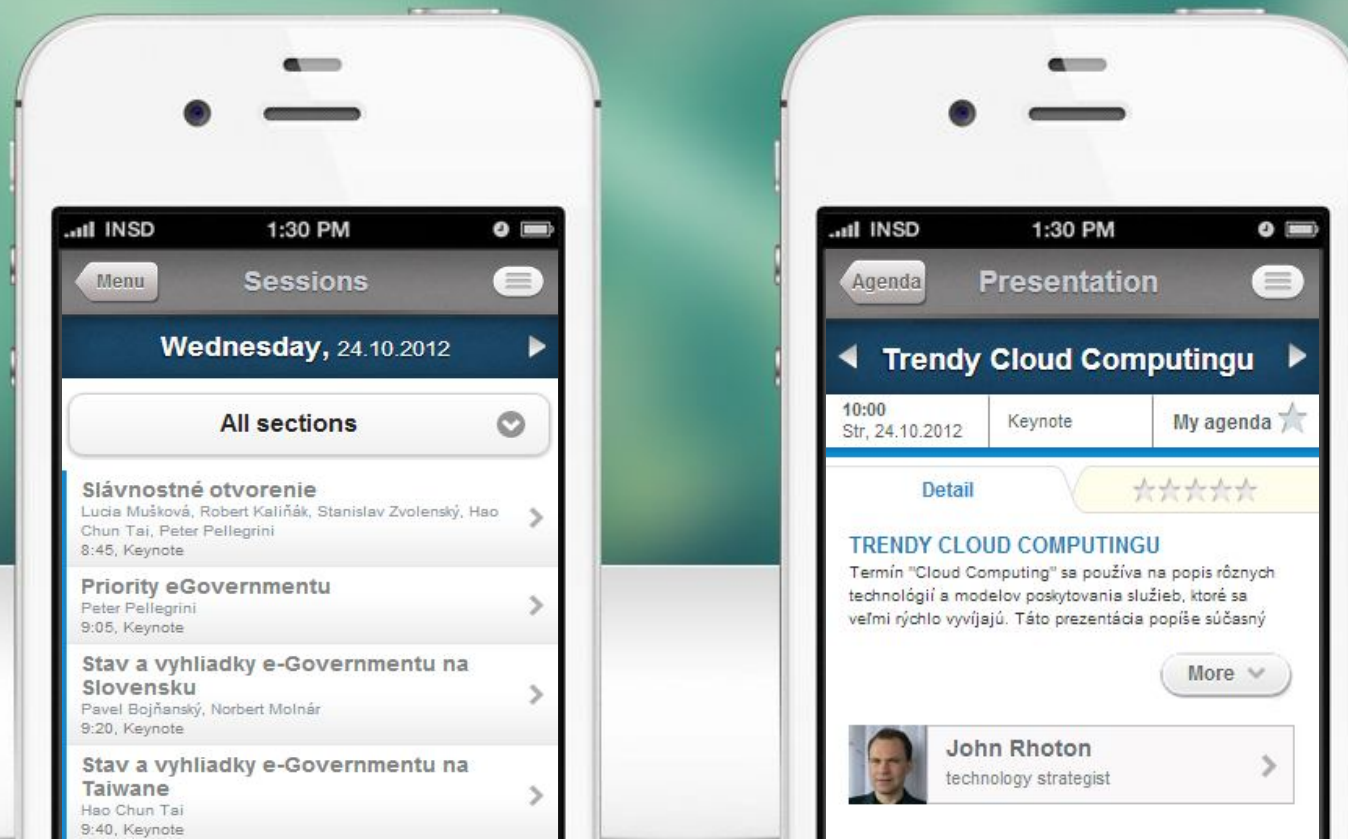 INSD 1:30 PM
Menu Sessions
Wednesday, 24.10.2012
All sections
Slávnostné otvorenie
Lucia Mušková, Robert Kaliňák, Stanislav Zvolenský, Hao
Chun Tai, Peter Pellegrini
8:45, Keynote
Priority eGovernmentu
Peter Pellegrini
9:05, Keynote
Stav a vyhliadky e-Governmentu na
Slovensku
Pavel Bojňanský, Norbert Molnár
9:20, Keynote
Stav a vyhliadky e-Governmentu na
Taiwane
Hao Chun Tai
9:40, Keynote
INSD 1:30 PM
Agenda Presentation
Trendy Cloud Computingu
10:00
Str, 24.10.2012
Keynote
My agenda
Detail
TRENDY CLOUD COMPUTINGU
Termín "Cloud Computing" sa používa na popis rôznych
technológií a modelov poskytovania služieb, ktoré sa
veľmi rýchlo vyvíjajú. Táto prezentácia popíše súčasný
More
John Rhoton
technology strategist